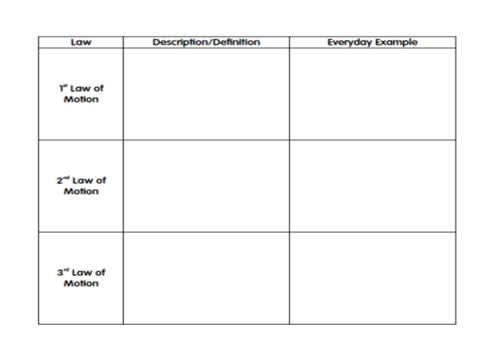 Law Description/Definition Everyday Example
1st Law of
Motion
2nd Law of
Motion
3rd Law of
Motion